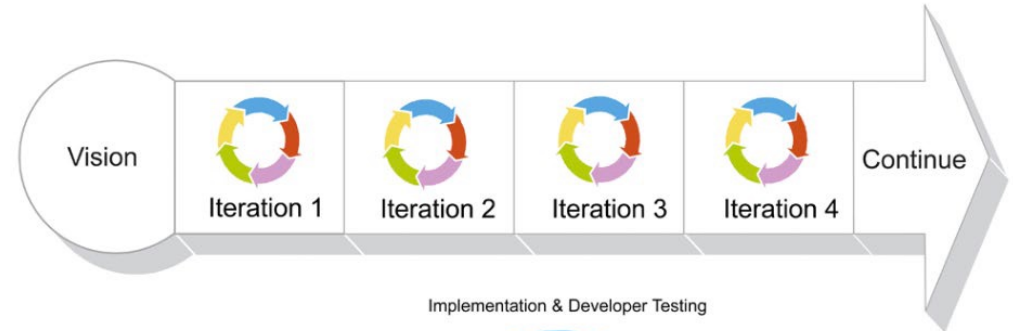 Vision
Iteration 1
Iteration 2
Iteration 3
Iteration 4
Continue
Implementation & Developer Testing